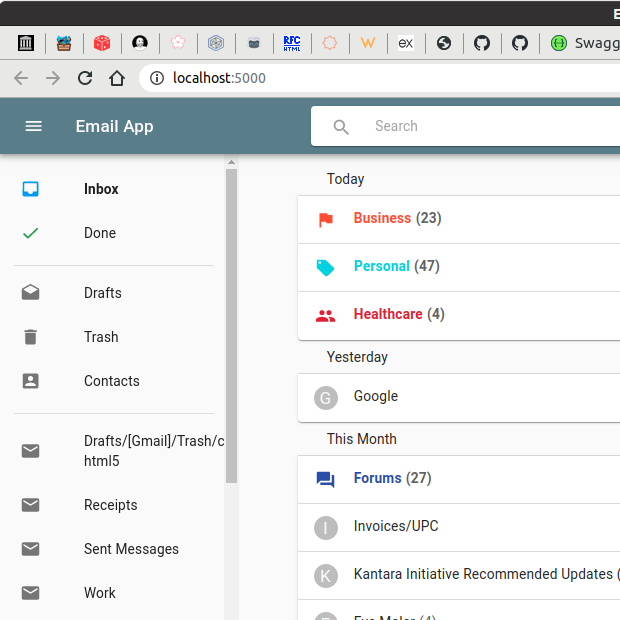 RFC
HTML
W
ex
Swagg
localhost:5000
Email App
Search
Inbox
Done
Drafts
Trash
Contacts
Drafts/[Gmail]/Trash/c
html5
Receipts
Sent Messages
Work
Today
Business (23)
Personal (47)
Healthcare (4)
Yesterday
G
Google
This Month
Forums (27)
I
Invoices/UPC
K
Kantara Initiative Recommended Updates (